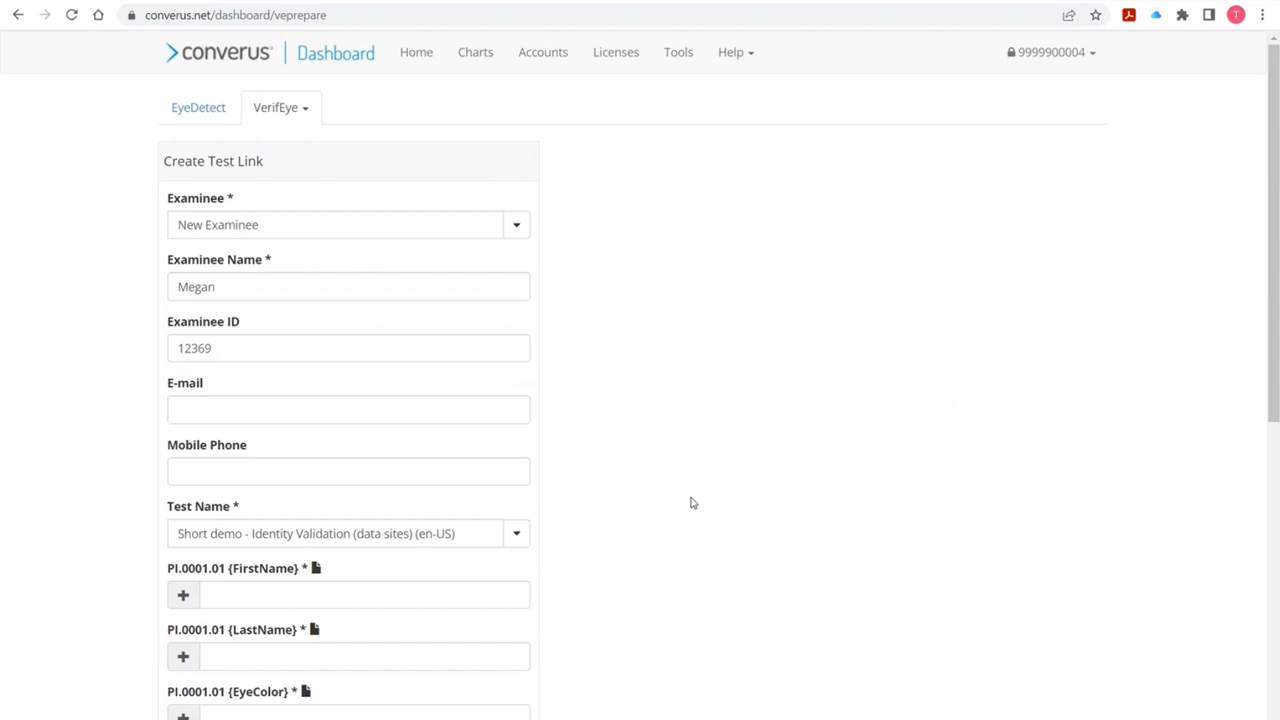 converus.net/dashboard/veprepare
T
converus Dashboard Home Charts Accounts Licenses Tools Help 9999900004
EyeDetect VerifEye
Create Test Link
Examinee *
New Examinee
Examinee Name *
Megan
Examinee ID
12369
E-mail
Mobile Phone
Test Name *
Short demo - Identity Validation (data sites) (en-US)
PI.0001.01 {FirstName} *
PI.0001.01 {LastName} *
PI.0001.01 {EyeColor} *